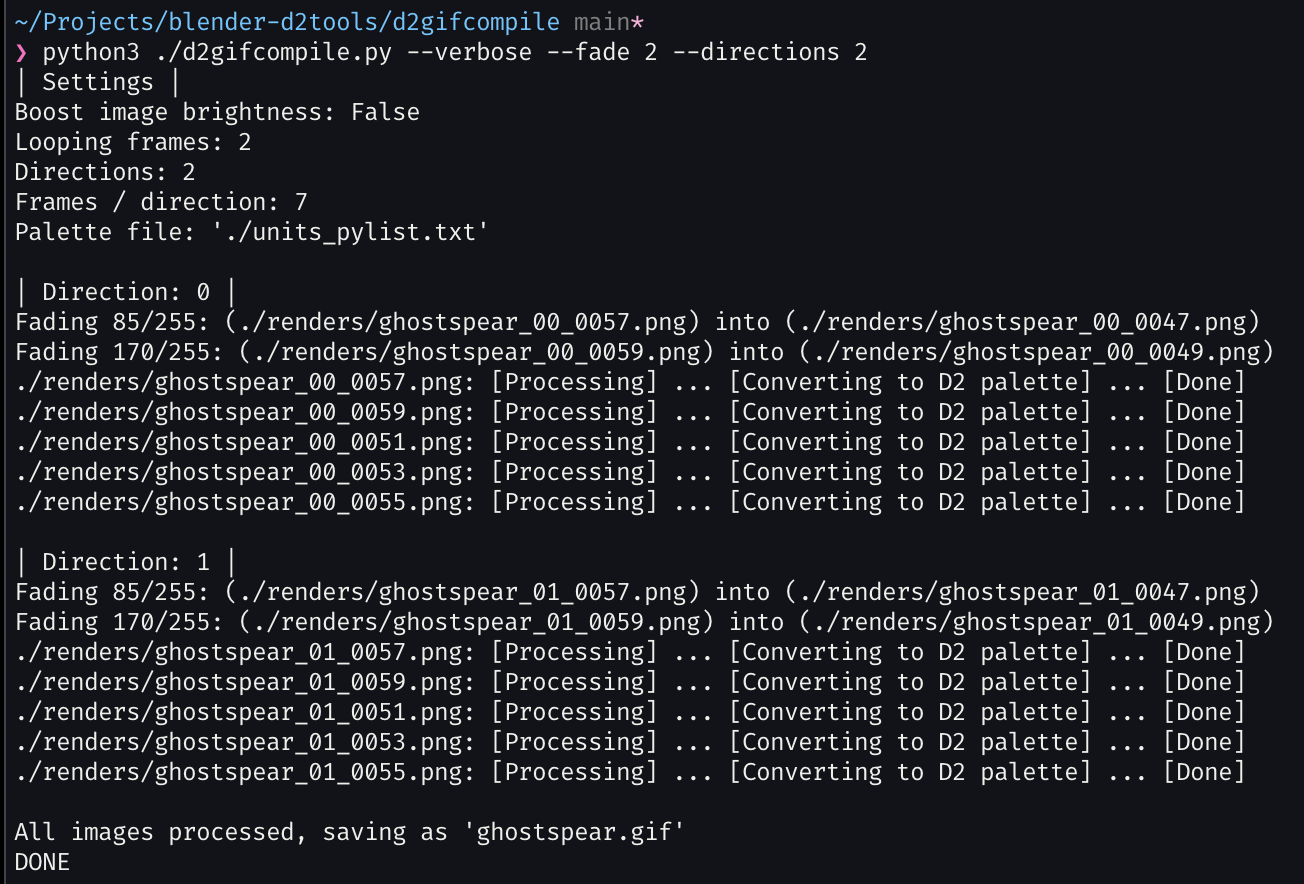 ~/Projects/blender-d2tools/d2gifcompile main*
❯ python3 ./d2gifcompile.py --verbose --fade 2 --directions 2
| Settings |
Boost image brightness: False
Looping frames: 2
Directions: 2
Frames / direction: 7
Palette file: './units_pylist.txt'

| Direction: 0 |
Fading 85/255: (./renders/ghostspear_00_0057.png) into (./renders/ghostspear_00_0047.png)
Fading 170/255: (./renders/ghostspear_00_0059.png) into (./renders/ghostspear_00_0049.png)
./renders/ghostspear_00_0057.png: [Processing] ... [Converting to D2 palette] ... [Done]
./renders/ghostspear_00_0059.png: [Processing] ... [Converting to D2 palette] ... [Done]
./renders/ghostspear_00_0051.png: [Processing] ... [Converting to D2 palette] ... [Done]
./renders/ghostspear_00_0053.png: [Processing] ... [Converting to D2 palette] ... [Done]
./renders/ghostspear_00_0055.png: [Processing] ... [Converting to D2 palette] ... [Done]

| Direction: 1 |
Fading 85/255: (./renders/ghostspear_01_0057.png) into (./renders/ghostspear_01_0047.png)
Fading 170/255: (./renders/ghostspear_01_0059.png) into (./renders/ghostspear_01_0049.png)
./renders/ghostspear_01_0057.png: [Processing] ... [Converting to D2 palette] ... [Done]
./renders/ghostspear_01_0059.png: [Processing] ... [Converting to D2 palette] ... [Done]
./renders/ghostspear_01_0051.png: [Processing] ... [Converting to D2 palette] ... [Done]
./renders/ghostspear_01_0053.png: [Processing] ... [Converting to D2 palette] ... [Done]
./renders/ghostspear_01_0055.png: [Processing] ... [Converting to D2 palette] ... [Done]

All images processed, saving as 'ghostspear.gif'
DONE